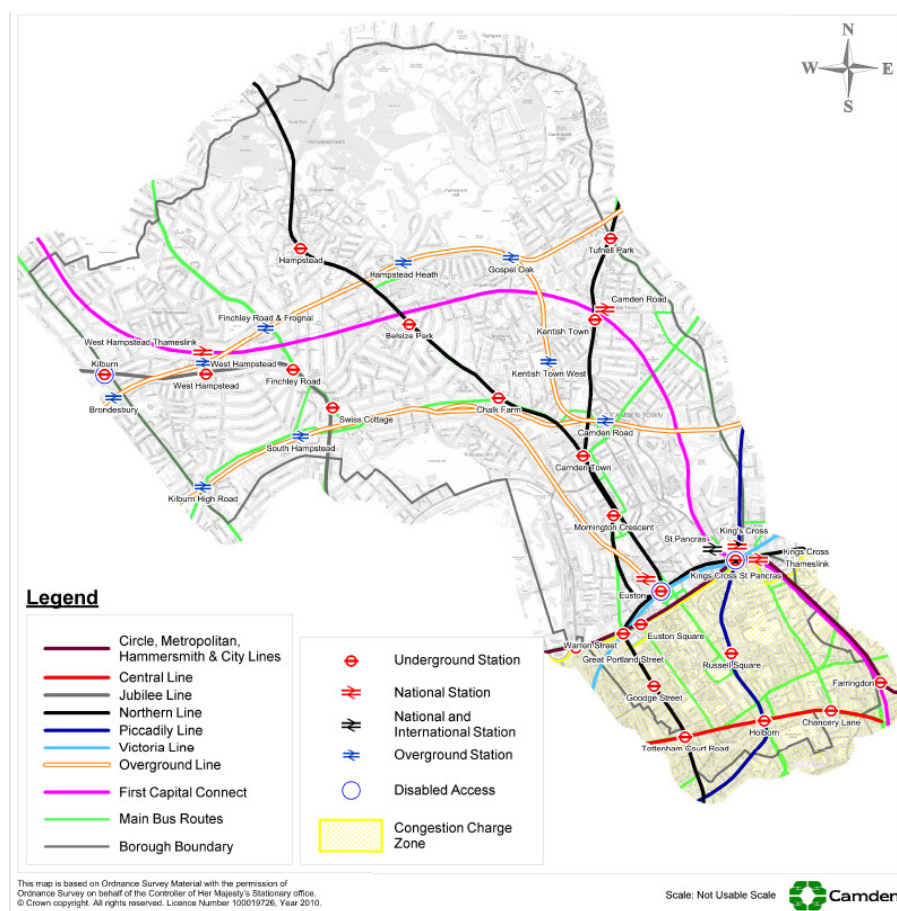 N
W E
S
Tufnell Park
Hampstead
Hampstead Heath
Gospel Oak
Camden Road
Finchley Road & Frognal
Kentish Town
West Hampstead Thameslink
Belsize Park
Kilburn
West Hampstead
West Hampstead
Finchley Road
Kentish Town West
Brondesbury
Chalk Farm
CAMDEN TOWN
Swiss Cottage
Camden Road
South Hampstead
Camden Town
Kilburn High Road
Mornington Crescent
King's Cross
St.Pancras
Kings Cross
Thameslink
Kings Cross St Pancras
Euston
Euston Square
Warren Street
Great Portland Street
Russell Square
Goodge Street
Farringdon
Chancery Lane
Holborn
Tottenham Court Road
Legend
Circle, Metropolitan,
Hammersmith & City Lines
Central Line
Jubilee Line
Northern Line
Piccadily Line
Victoria Line
Overground Line
First Capital Connect
Main Bus Routes
Borough Boundary
Underground Station
National Station
National and
International Station
Overground Station
Disabled Access
Congestion Charge
Zone
This map is based on Ordnance Survey Material with the permission of
Ordnance Survey on behalf of the Controller of Her Majesty's Stationary office.
© Crown copyright. All rights reserved. Licence Number 100019726, Year 2010.
Scale: Not Usable Scale
Camden